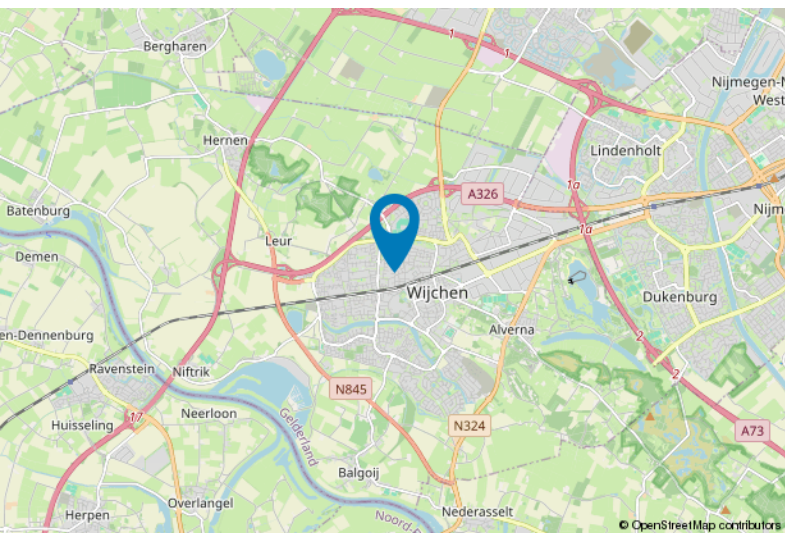 1
1
Bergharen
Nijmegen-N
West
Hernen
Lindenholt
1a
A326
Batenburg
Nijm
1a
Leur
Demen
Wijchen
Dukenburg
Alverna
en-Dennenburg
2
Ravenstein
Niftrik
2
N845
Neerloon
17
Huisseling
Gelderland
N324
A73
Balgoij
Overlangel
Nederasselt
Herpen
Noord-B
© OpenStreetMap contributors